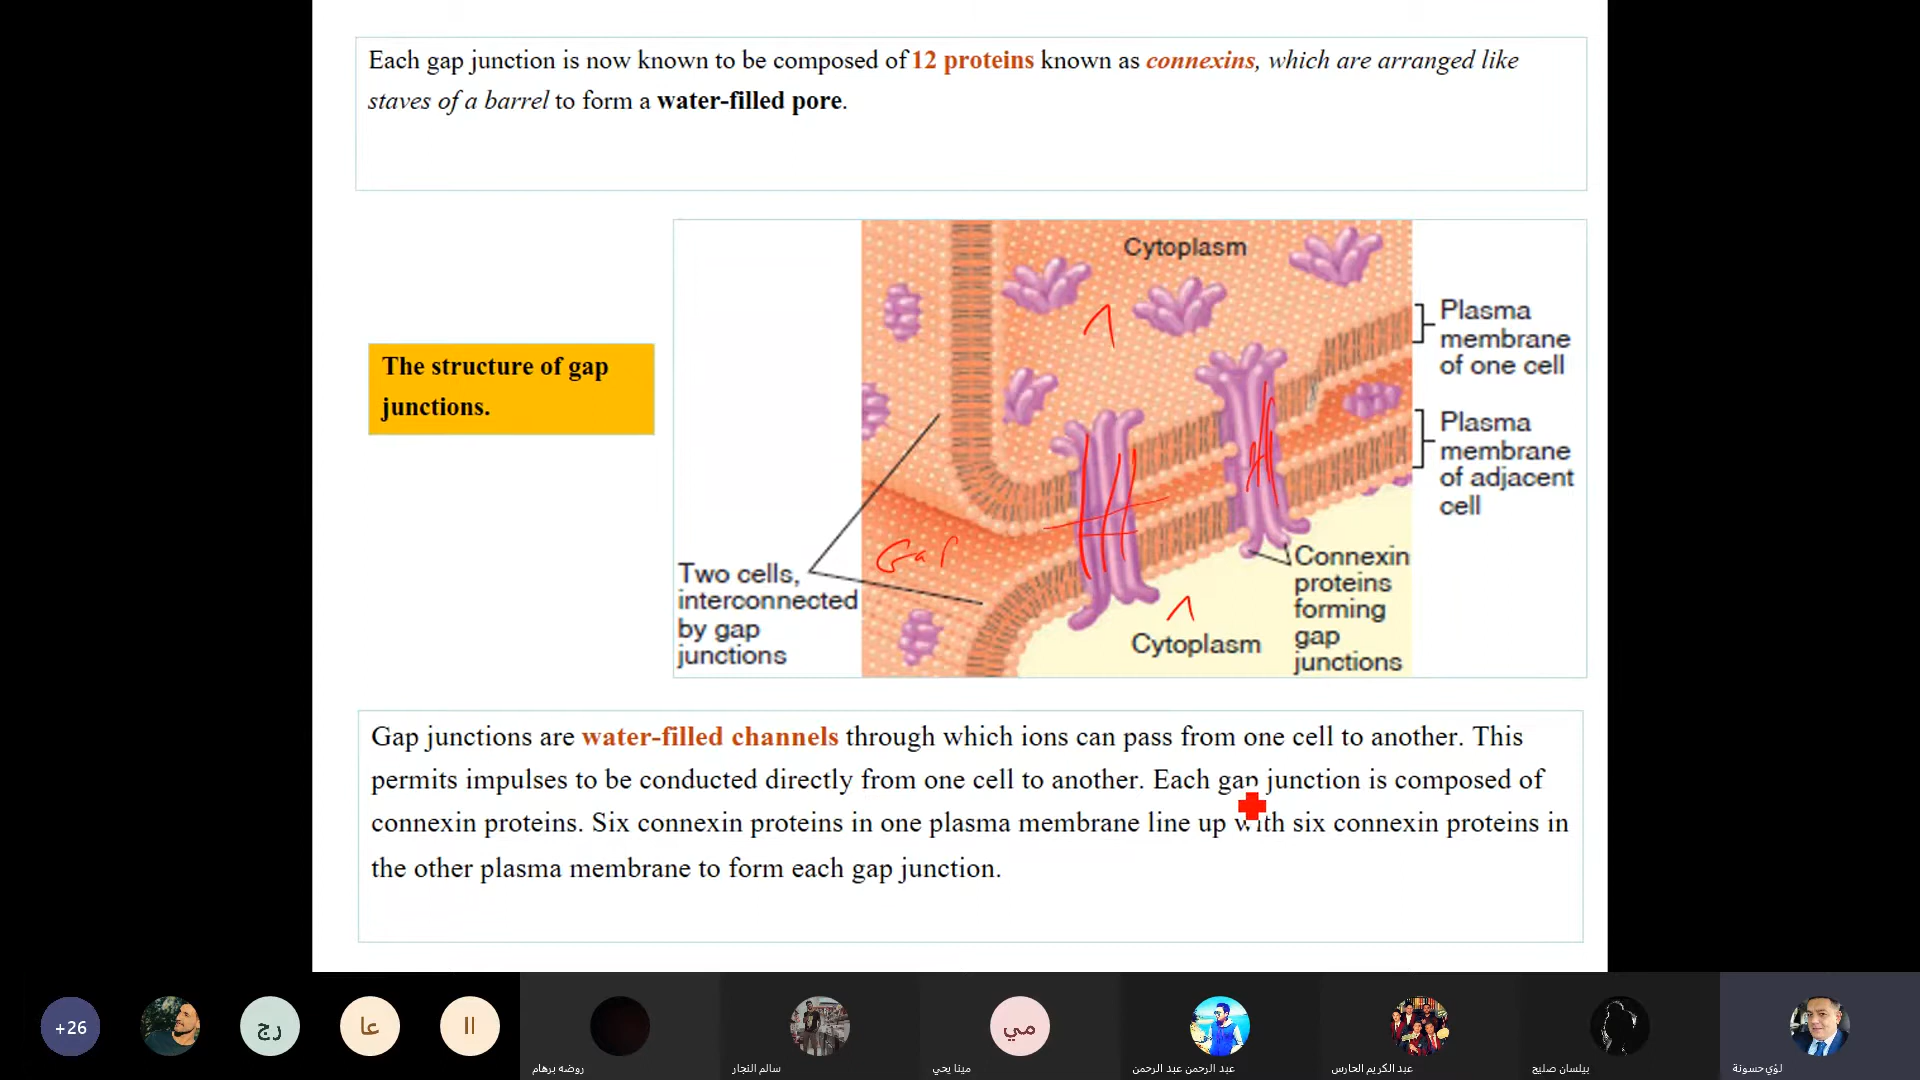 Each gap junction is now known to be composed of 12 proteins known as connexins, which are arranged like
staves of a barrel to form a water-filled pore.
The structure of gap
junctions.
Cytoplasm
Plasma
membrane
of one cell
Plasma
membrane
of adjacent
cell
Gap
Two cells,
interconnected
by gap
junctions
Connexin
proteins
forming
gap
junctions
Cytoplasm
Gap junctions are water-filled channels through which ions can pass from one cell to another. This
permits impulses to be conducted directly from one cell to another. Each gap junction is composed of
connexin proteins. Six connexin proteins in one plasma membrane line up with six connexin proteins in
the other plasma membrane to form each gap junction.
+26
رج
عا
اا
مي
روضه برهام
سالم النجار
مينا يحي
عبد الرحمن عبد الرحمن
عبد الكريم الحارس
بيلسان صليح
لؤي حسونة